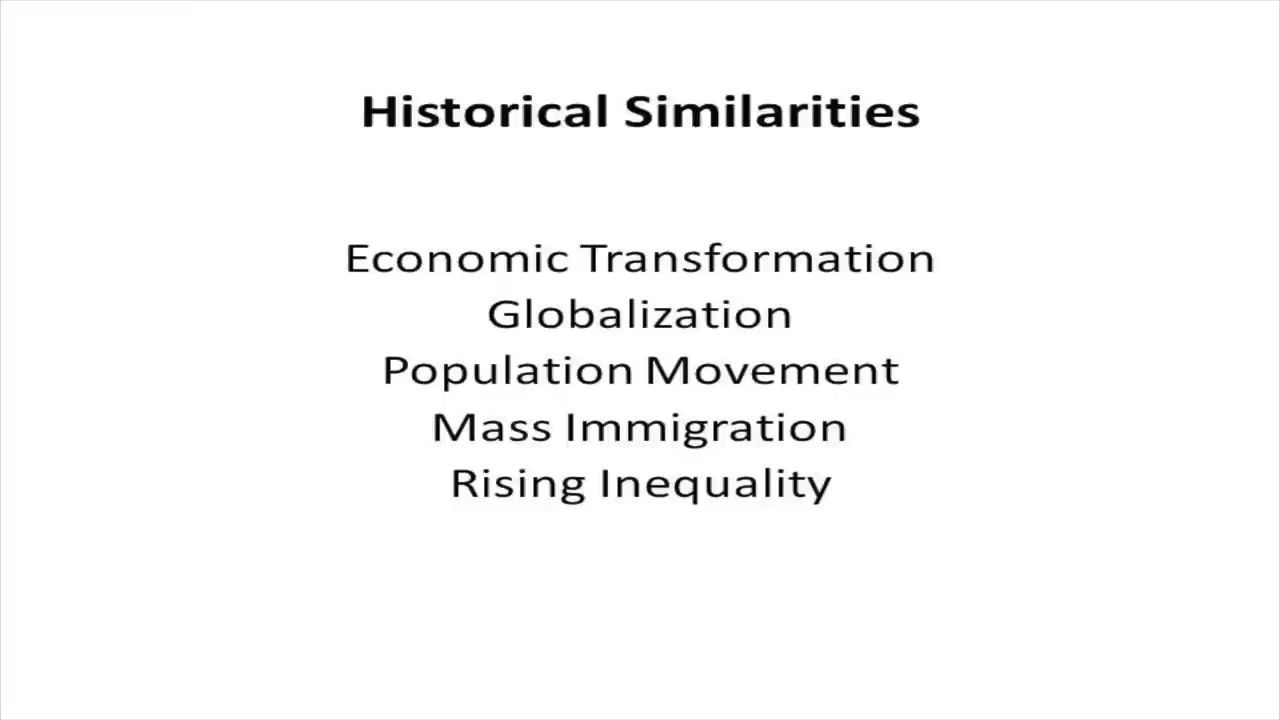 Historical Similarities
Economic Transformation
Globalization
Population Movement
Mass Immigration
Rising Inequality